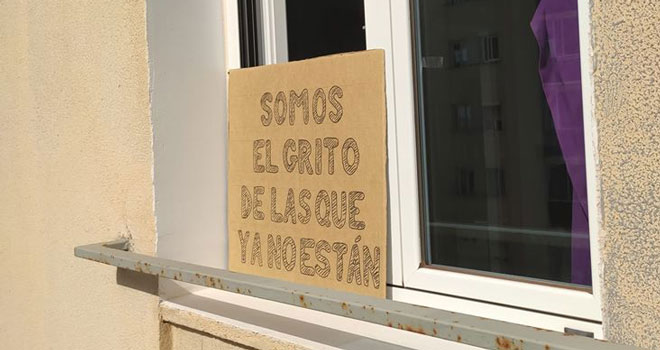 SOMOS
EL GRITO
DE LAS QUE
YA NO ESTÁN